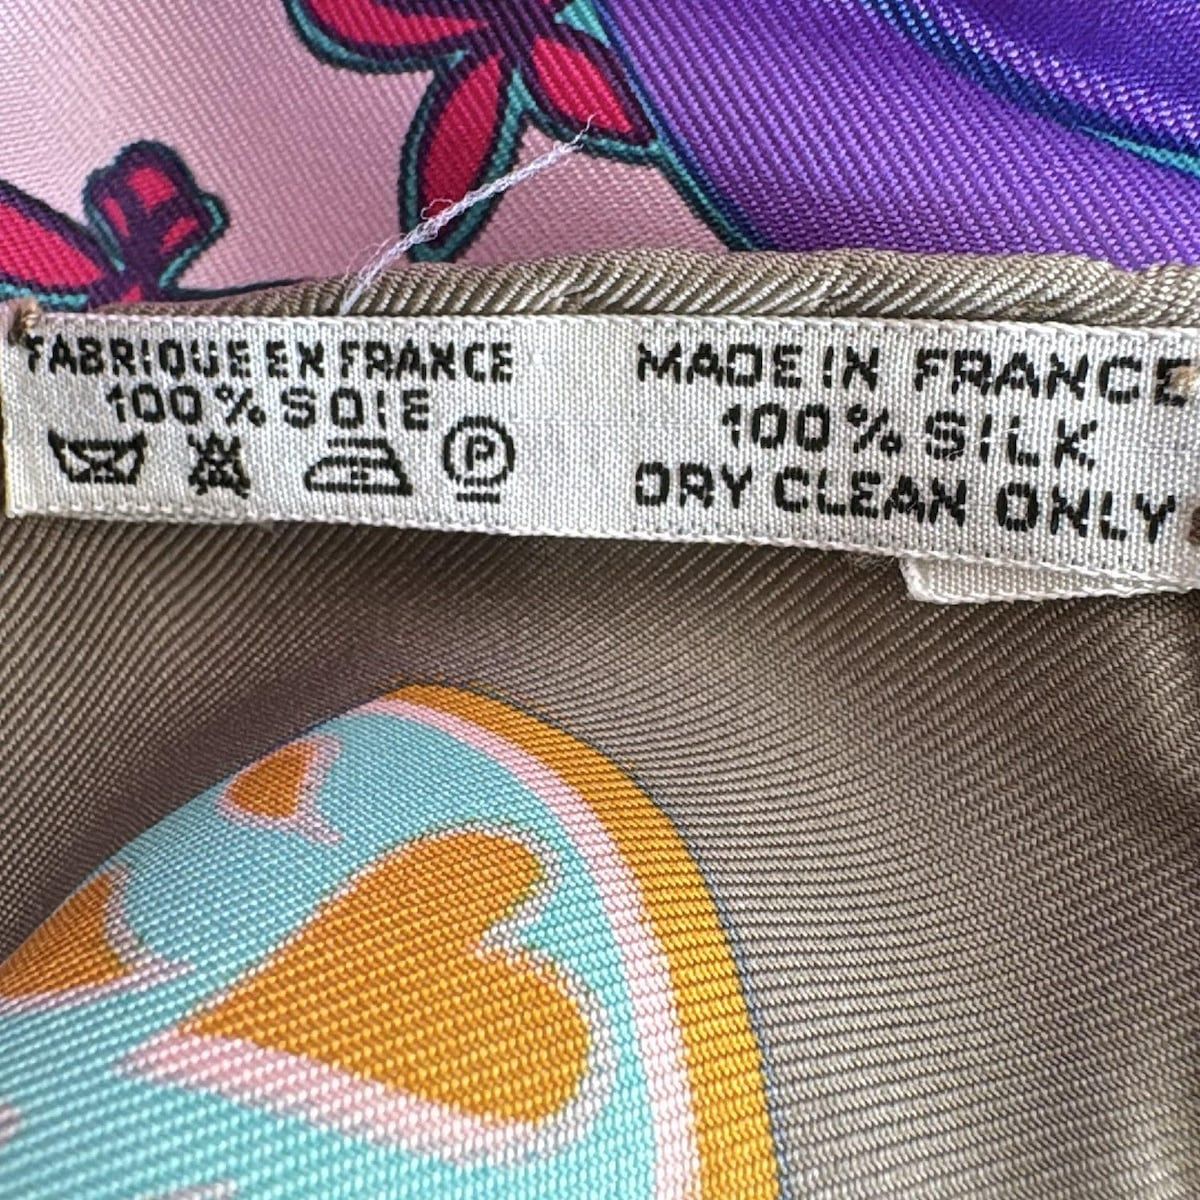 FABRIQUE EN FRANCE
100% SOIE
P
MADE IN FRANCE
100% SILK
DRY CLEAN ONLY